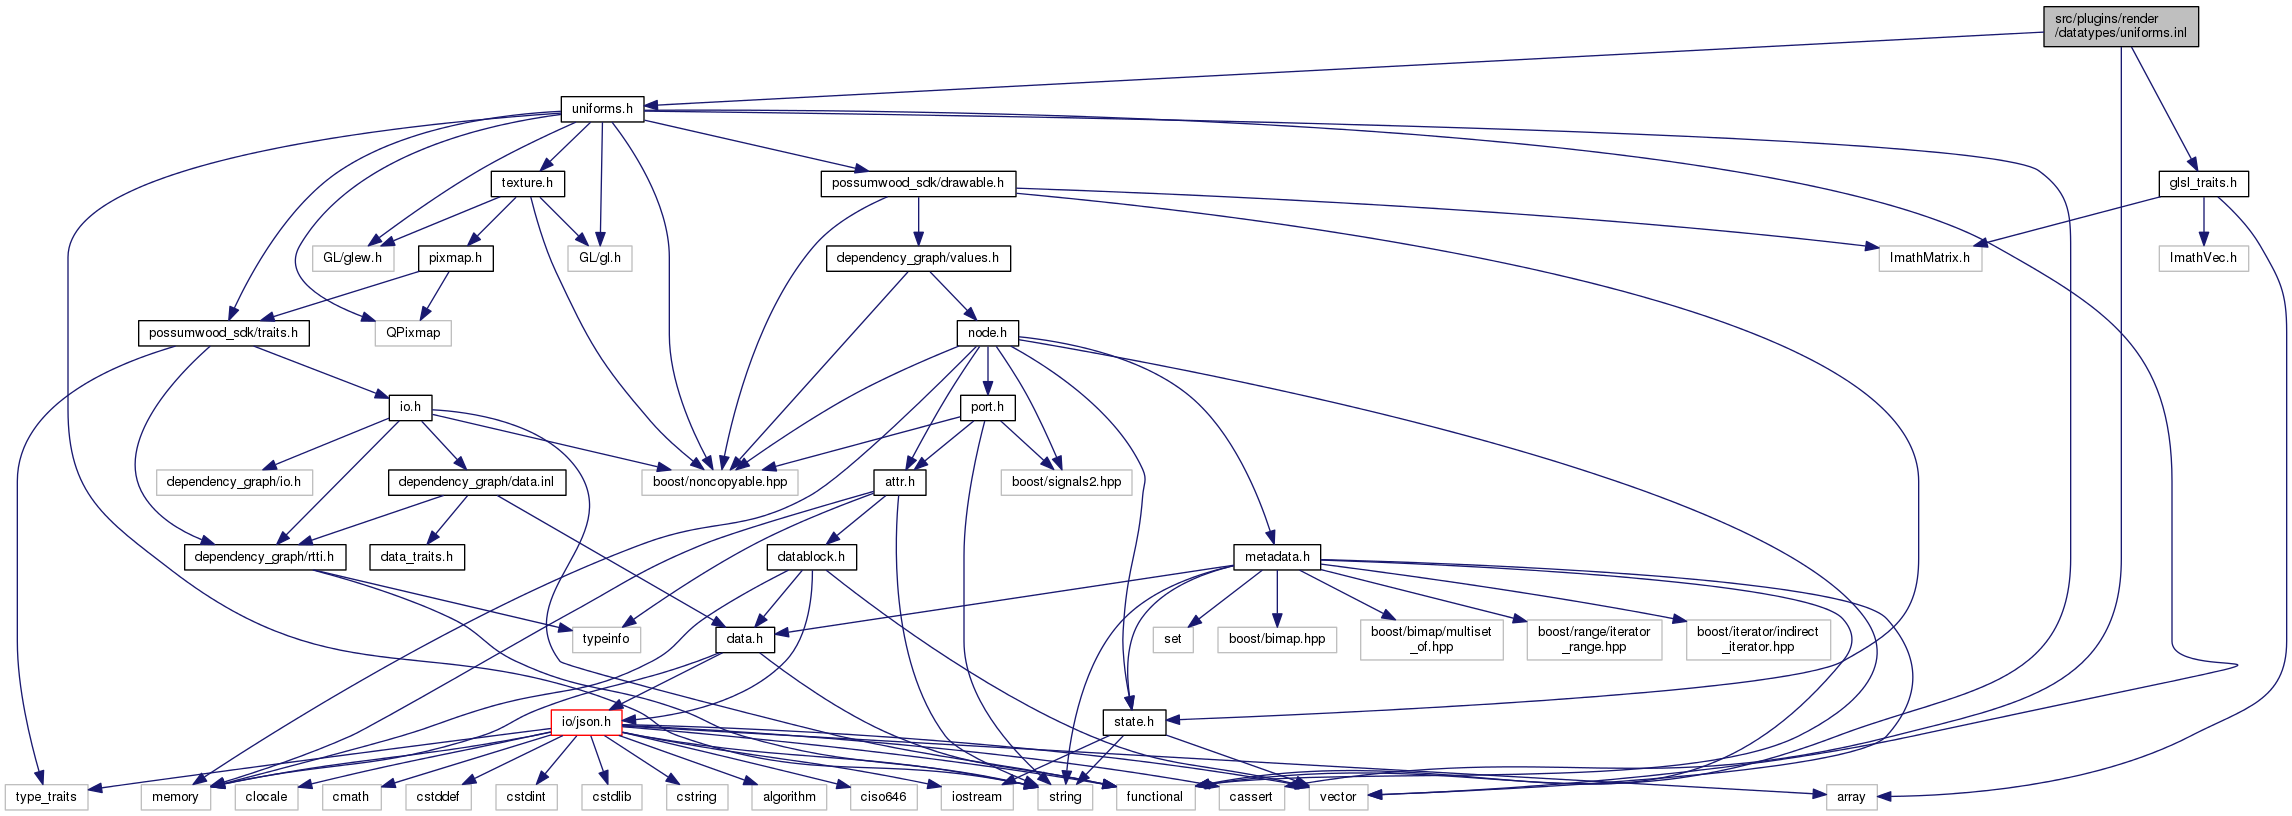 src/plugins/render
/datatypes/uniforms.inl
uniforms.h
texture.h
possumwood_sdk/drawable.h
glsl_traits.h
GL/glew.h
pixmap.h
GL/gl.h
dependency_graph/values.h
ImathMatrix.h
ImathVec.h
possumwood_sdk/traits.h
QPixmap
node.h
io.h
port.h
dependency_graph/io.h
dependency_graph/data.inl
boost/noncopyable.hpp
attr.h
boost/signals2.hpp
dependency_graph/rtti.h
data_traits.h
datablock.h
metadata.h
typeinfo
data.h
set
boost/bimap.hpp
boost/bimap/multiset
_of.hpp
boost/range/iterator
_range.hpp
boost/iterator/indirect
_iterator.hpp
io/json.h
state.h
type_traits
memory
clocale
cmath
cstddef
cstdint
cstdlib
cstring
algorithm
ciso646
iostream
string
functional
cassert
vector
array